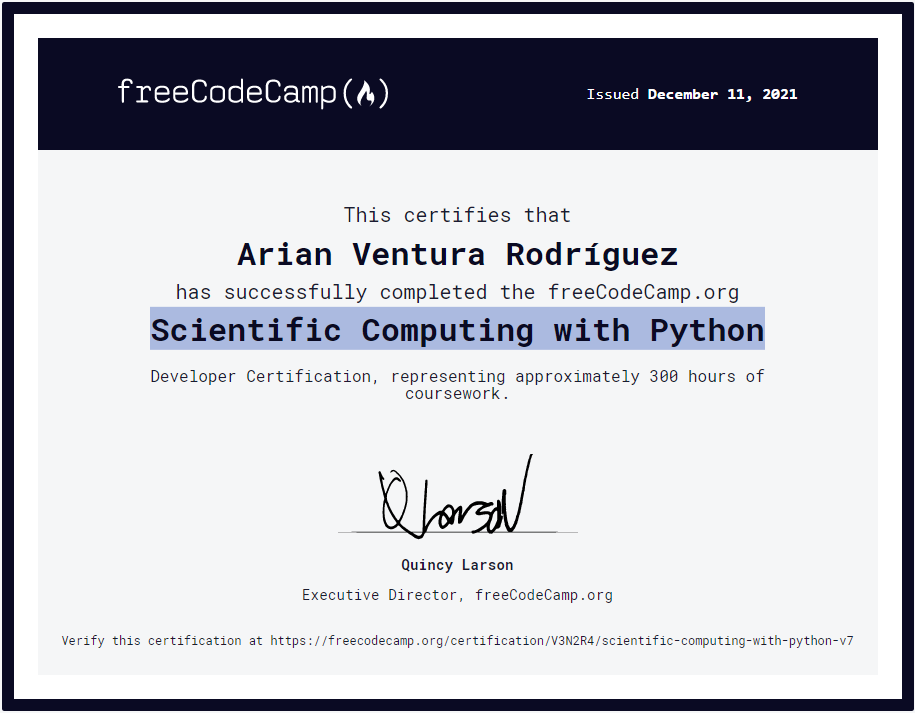 freeCodeCamp(🔥)
Issued December 11, 2021
This certifies that
Arian Ventura Rodríguez
has successfully completed the freeCodeCamp.org
Scientific Computing with Python
Developer Certification, representing approximately 300 hours of
coursework.
Q Larson
Quincy Larson
Executive Director, freeCodeCamp.org
Verify this certification at https://freecodecamp.org/certification/V3N2R4/scientific-computing-with-python-v7